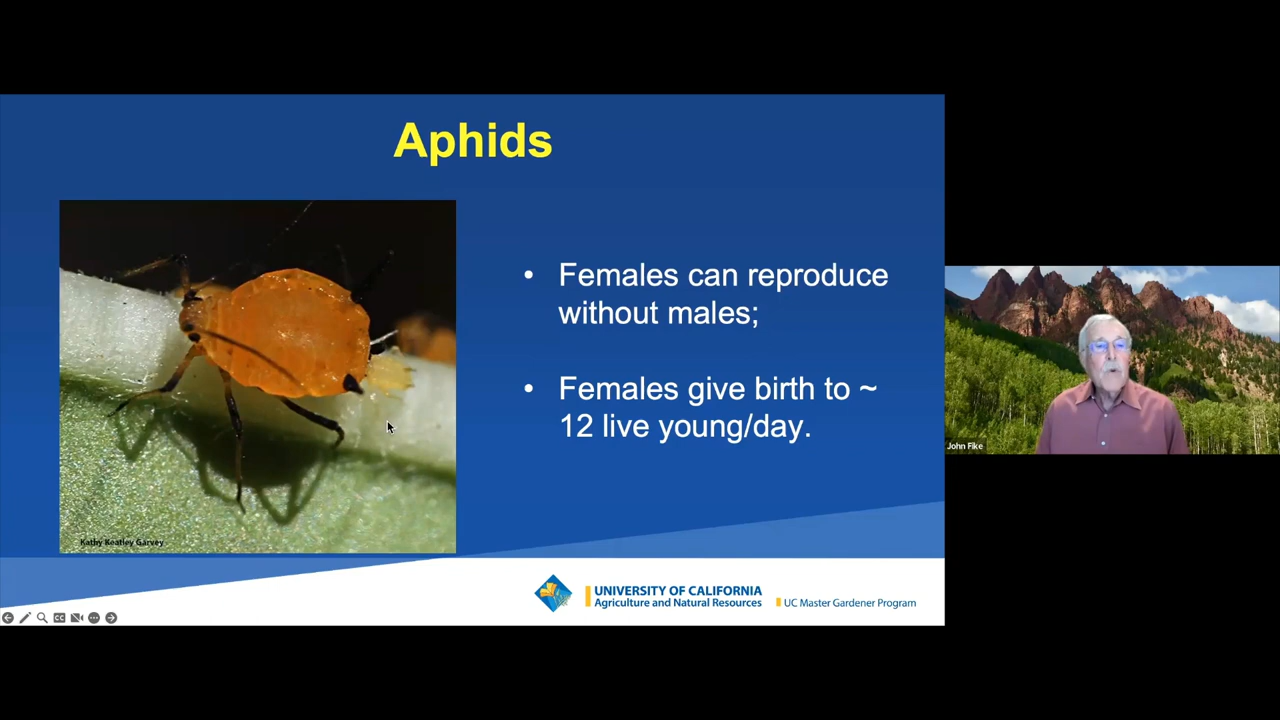 Aphids
• Females can reproduce
without males;
• Females give birth to ~
12 live young/day.
Kathy Keatley Garvey
UNIVERSITY OF CALIFORNIA
Agriculture and Natural Resources
UC Master Gardener Program
John Fike
CC